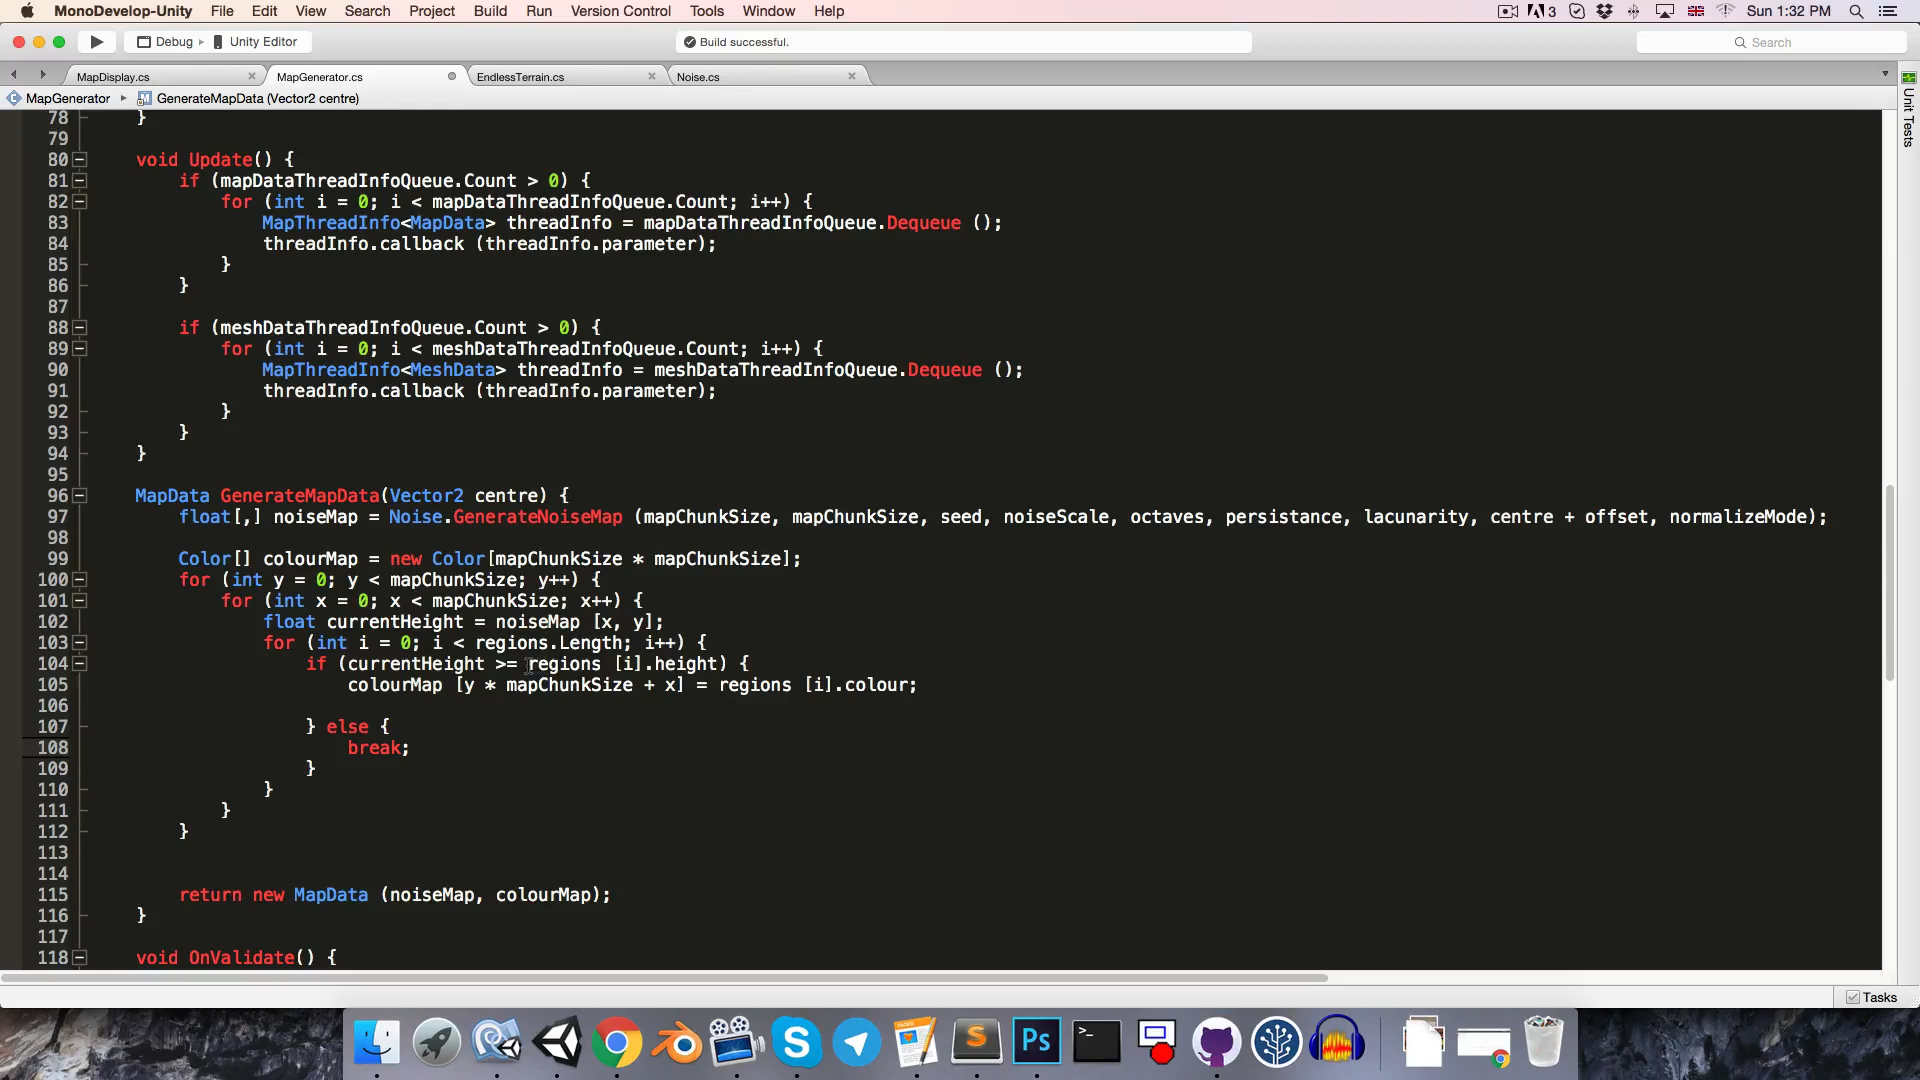 MonoDevelop-Unity File Edit View Search Project Build Run Version Control Tools Window Help 3 Sun 1:32 PM
Debug Unity Editor Build successful. Search
MapDisplay.cs MapGenerator.cs EndlessTerrain.cs Noise.cs
MapGenerator GenerateMapData (Vector2 centre)
Unit Tests
78 }
79
80 void Update() {
81 if (mapDataThreadInfoQueue.Count > 0) {
82 for (int i = 0; i < mapDataThreadInfoQueue.Count; i++) {
83 MapThreadInfo<MapData> threadInfo = mapDataThreadInfoQueue.Dequeue ();
84 threadInfo.callback (threadInfo.parameter);
85 }
86 }
87
88 if (meshDataThreadInfoQueue.Count > 0) {
89 for (int i = 0; i < meshDataThreadInfoQueue.Count; i++) {
90 MapThreadInfo<MeshData> threadInfo = meshDataThreadInfoQueue.Dequeue ();
91 threadInfo.callback (threadInfo.parameter);
92 }
93 }
94 }
95
96 MapData GenerateMapData(Vector2 centre) {
97 float[,] noiseMap = Noise.GenerateNoiseMap (mapChunkSize, mapChunkSize, seed, noiseScale, octaves, persistance, lacunarity, centre + offset, normalizeMode);
98
99 Color[] colourMap = new Color[mapChunkSize * mapChunkSize];
100 for (int y = 0; y < mapChunkSize; y++) {
101 for (int x = 0; x < mapChunkSize; x++) {
102 float currentHeight = noiseMap [x, y];
103 for (int i = 0; i < regions.Length; i++) {
104 if (currentHeight >= regions [i].height) {
105 colourMap [y * mapChunkSize + x] = regions [i].colour;
106
107 } else {
108 break;
109 }
110 }
111 }
112 }
113
114
115 return new MapData (noiseMap, colourMap);
116 }
117
118 void OnValidate() {
Tasks
PAGES
S
S
Ps
>_